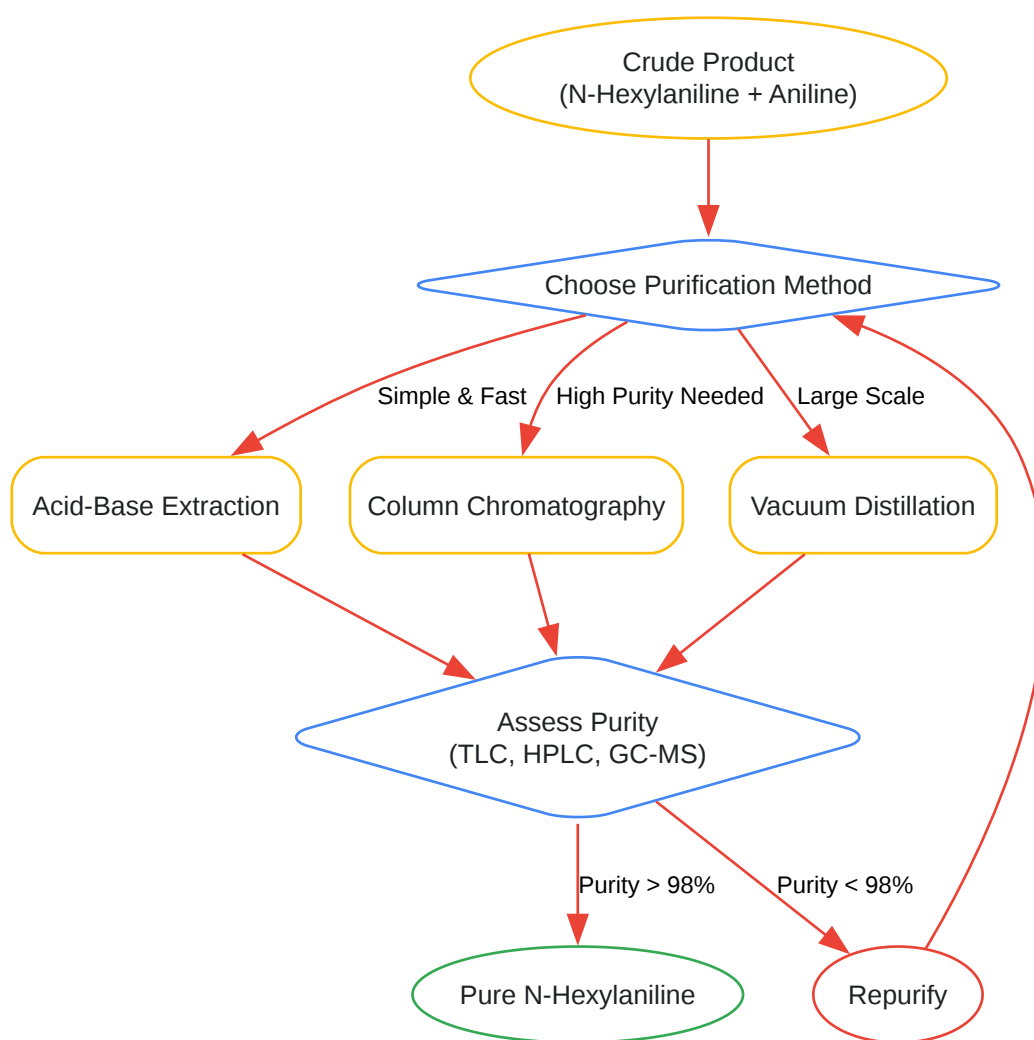 Crude Product
(N-Hexylaniline + Aniline)
Choose Purification Method
Simple & Fast
High Purity Needed
Large Scale
Acid-Base Extraction
Column Chromatography
Vacuum Distillation
Assess Purity
(TLC, HPLC, GC-MS)
Purity > 98%
Purity < 98%
Pure N-Hexylaniline
Repurify